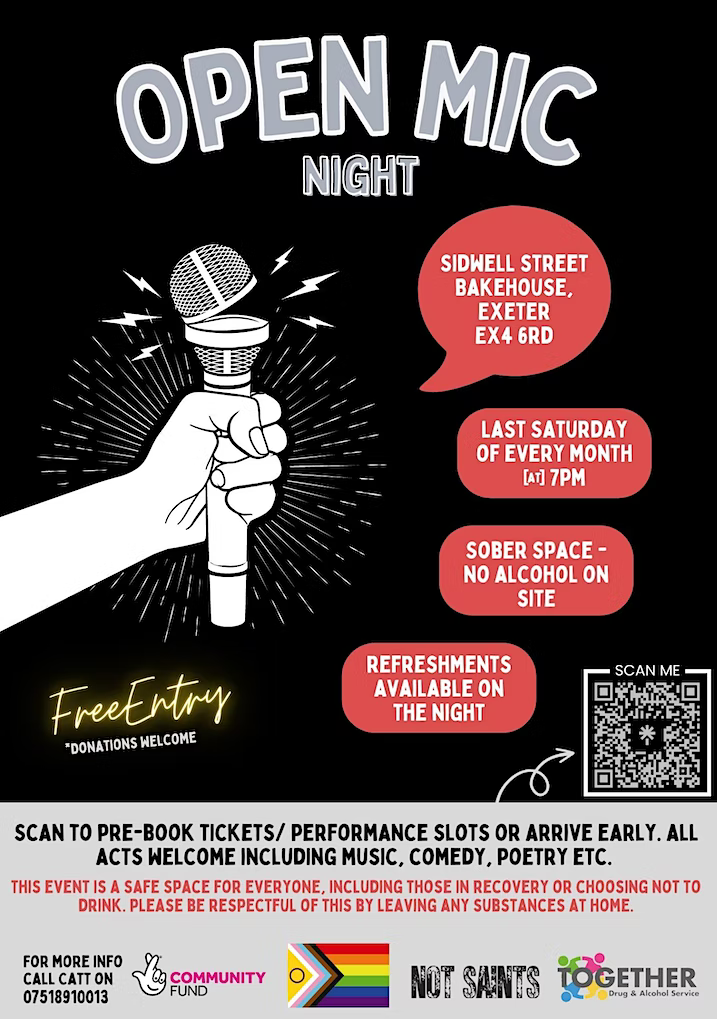 OPEN MIC
NIGHT
SIDWELL STREET
BAKEHOUSE,
EXETER
EX4 6RD
LAST SATURDAY
OF EVERY MONTH
[AT] 7PM
SOBER SPACE -
NO ALCOHOL ON
SITE
REFRESHMENTS
AVAILABLE ON
THE NIGHT
FreeEntry
*DONATIONS WELCOME
SCAN ME
SCAN TO PRE-BOOK TICKETS/ PERFORMANCE SLOTS OR ARRIVE EARLY. ALL
ACTS WELCOME INCLUDING MUSIC, COMEDY, POETRY ETC.
THIS EVENT IS A SAFE SPACE FOR EVERYONE, INCLUDING THOSE IN RECOVERY OR CHOOSING NOT TO
DRINK. PLEASE BE RESPECTFUL OF THIS BY LEAVING ANY SUBSTANCES AT HOME.
FOR MORE INFO
CALL CATT ON
07518910013
COMMUNITY
FUND
NOT SAINTS
TOGETHER
Drug & Alcohol Service